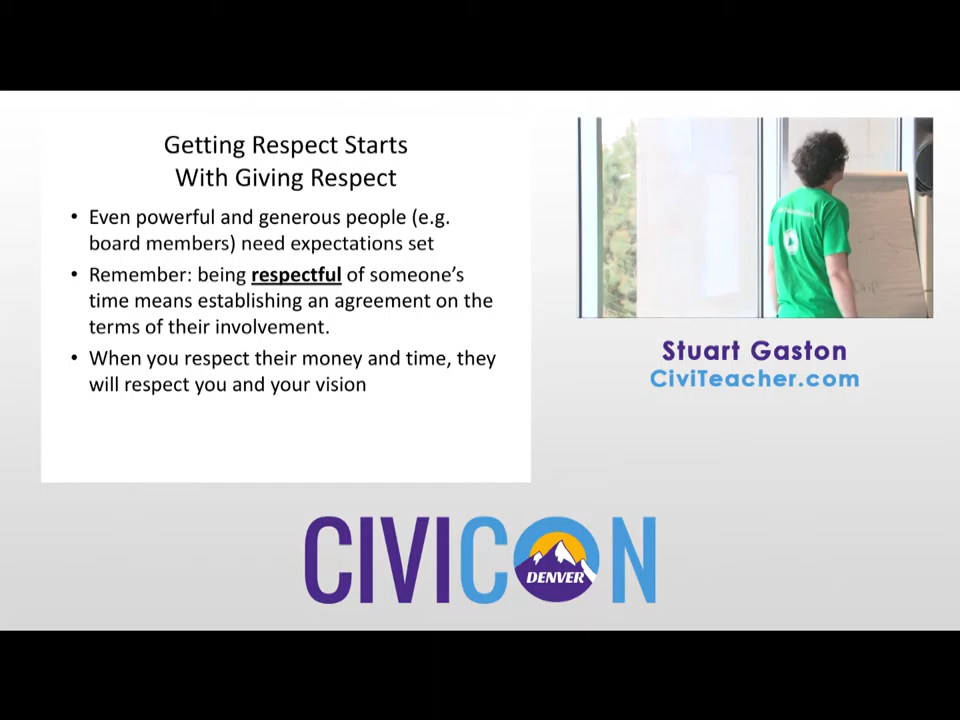 Getting Respect Starts
With Giving Respect
• Even powerful and generous people (e.g.
board members) need expectations set
• Remember: being respectful of someone's
time means establishing an agreement on the
terms of their involvement.
• When you respect their money and time, they
will respect you and your vision
Stuart Gaston
CiviTeacher.com
CIVICON
DENVER